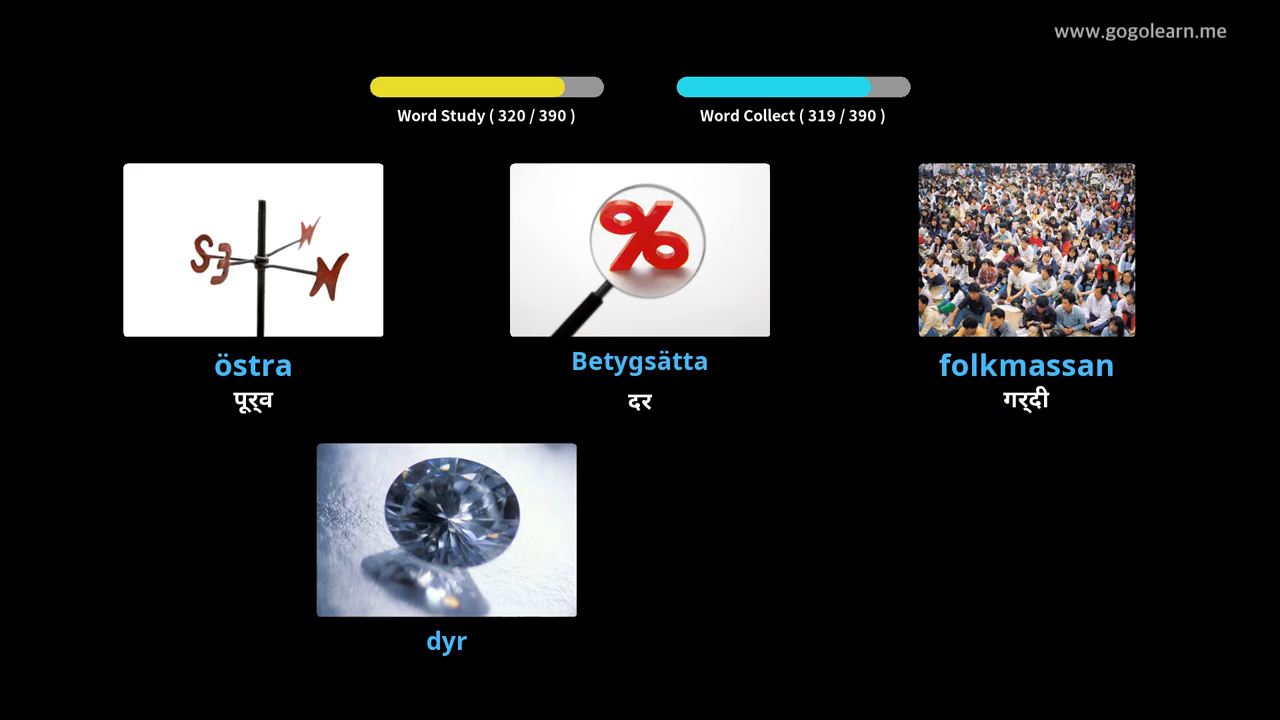 www.gogolearn.me
Word Study ( 320 / 390 )
Word Collect ( 319 / 390 )
östra
पूर्व
Betygsätta
दर
folkmassan
गर्दी
dyr